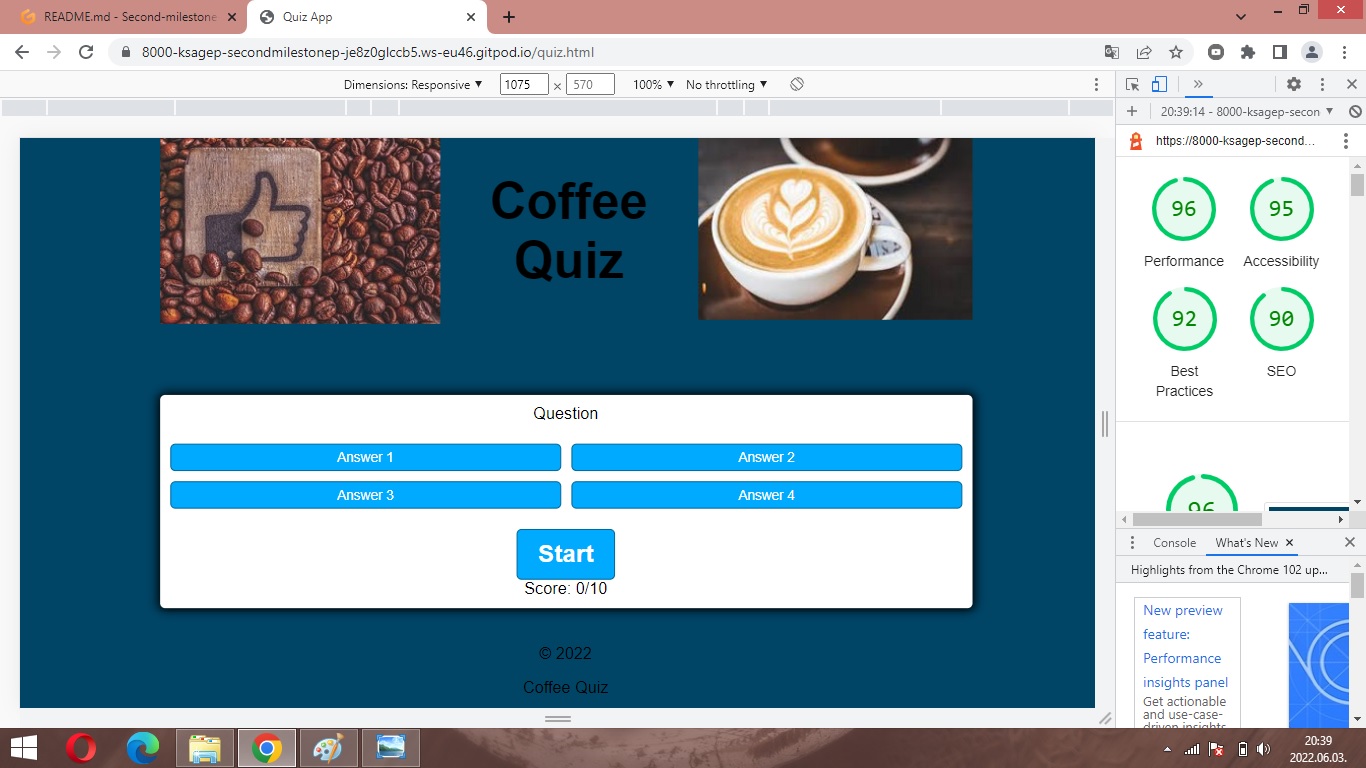 README.md - Second-milestone
Quiz App
8000-ksagep-secondmilestonep-je8z0glccb5.ws-eu46.gitpod.io/quiz.html
Dimensions: Responsive ▼ 1075 × 570 100% ▼ No throttling ▼
20:39:14 - 8000-ksagep-secon ▼
https://8000-ksagep-second...
Coffee
Quiz
96 95
Performance Accessibility
92 90
Best
Practices
SEO
96
Question
Answer 1 Answer 2
Answer 3 Answer 4
Start
Score: 0/10
© 2022
Coffee Quiz
Console What's New
Highlights from the Chrome 102 up...
New preview
feature:
Performance
insights panel
Get actionable
and use-case-
driven insights
20:39
2022.06.03.